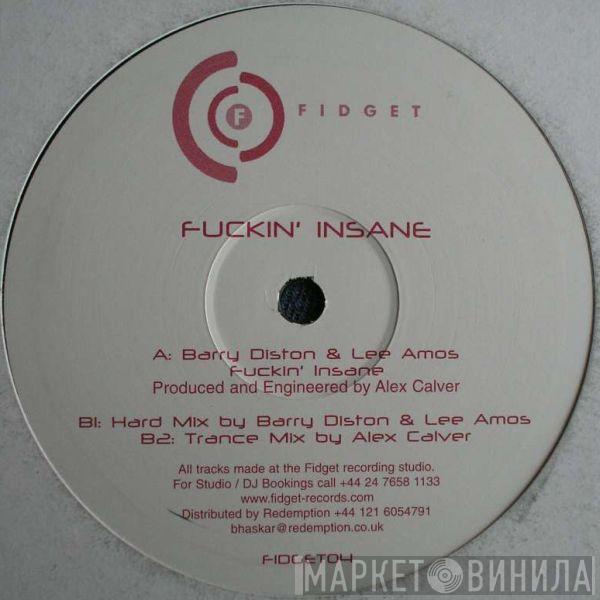 F
FIDGET
FUCKIN' INSANE
A: Barry Diston & Lee Amos
Fuckin' Insane
Produced and Engineered by Alex Calver
B1: Hard Mix by Barry Diston & Lee Amos
B2: Trance Mix by Alex Calver
All tracks made at the Fidget recording studio.
For Studio / DJ Bookings call +44 24 7658 1133
www.fidget-records.com
Distributed by Redemption +44 121 6054791
bhaskar@redemption.co.uk
FIDGET04
МАРКЕТ ВИНИЛА